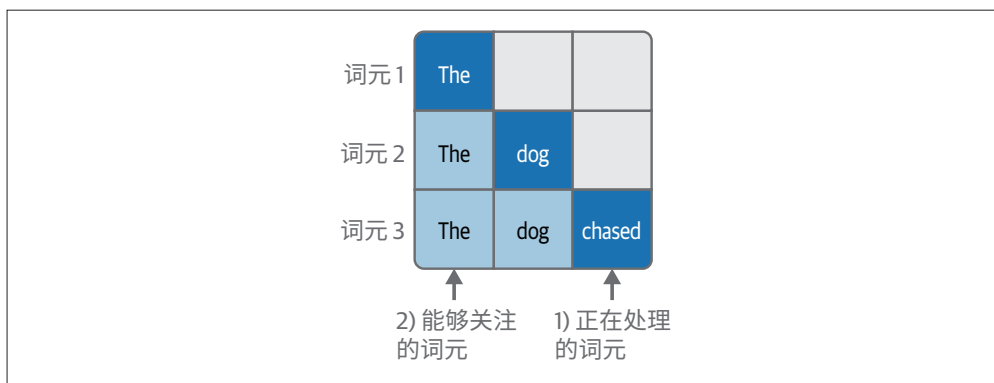 词元 1 The
词元 2 The dog
词元 3 The dog chased
2) 能够关注
的词元
1) 正在处理
的词元